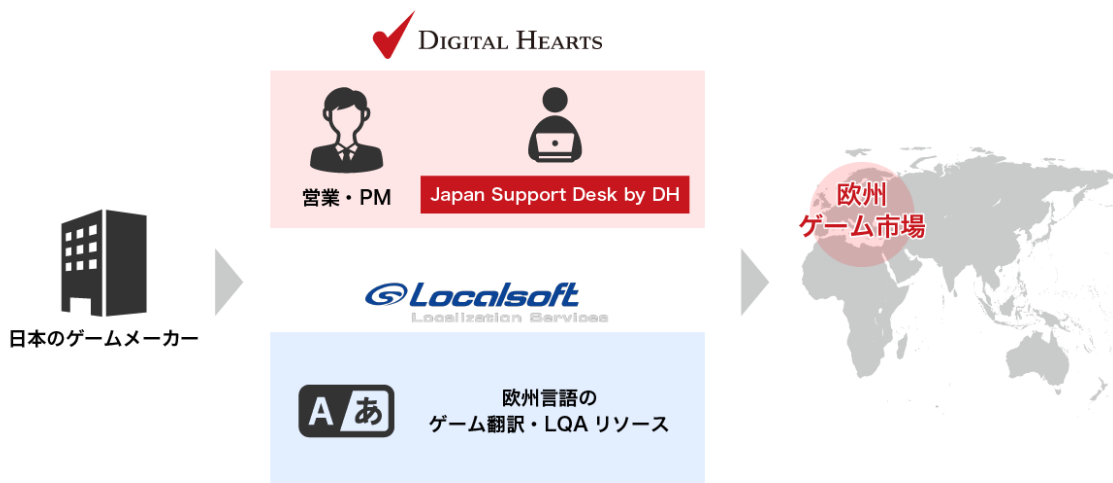 DIGITAL HEARTS
営業・PM
Japan Support Desk by DH
日本のゲームメーカー
Localsoft
Localization Services
A/あ
欧州言語の
ゲーム翻訳・LQA リソース
欧州
ゲーム市場